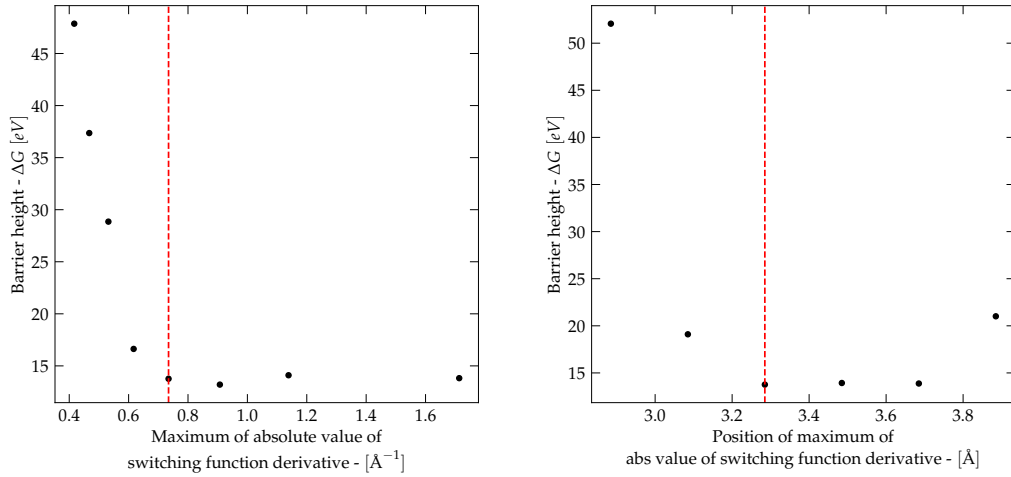 45
40
35
30
25
20
15
Barrier height - ΔG [eV]
0.4 0.6 0.8 1.0 1.2 1.4 1.6
Maximum of absolute value of
switching function derivative - [Å⁻¹]
50
45
40
35
30
25
20
15
Barrier height - ΔG [eV]
3.0 3.2 3.4 3.6 3.8
Position of maximum of
abs value of switching function derivative - [Å]